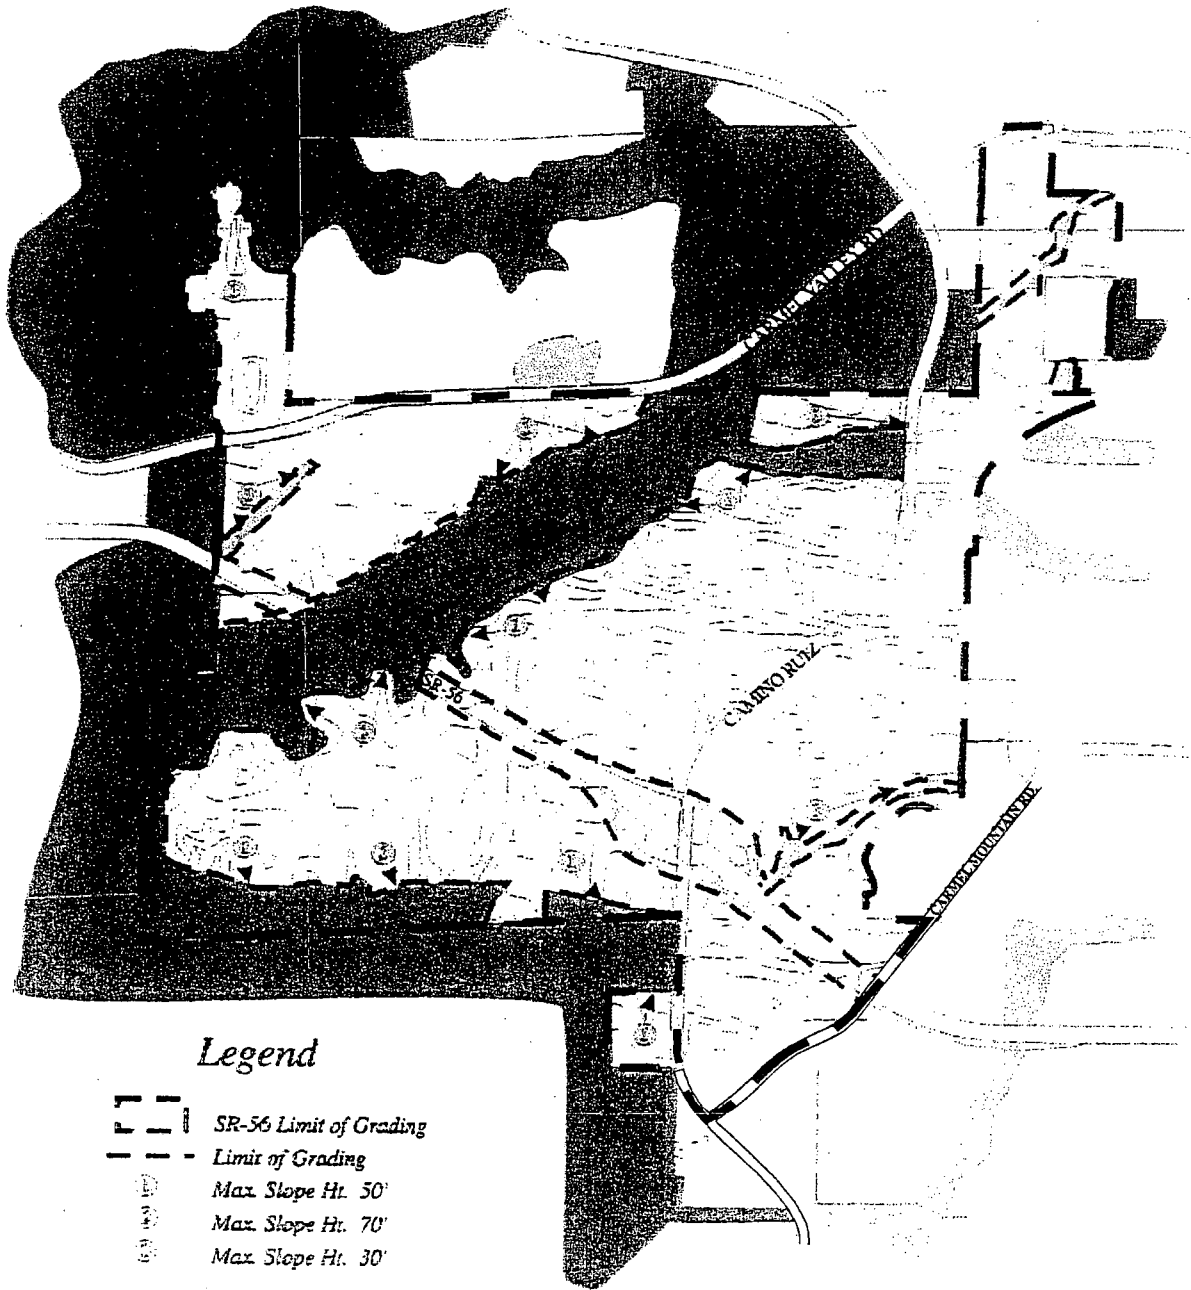 CARMEL VALLEY RD.
SR-56
CAMINO RUIZ
CARMEL MOUNTAIN RD.
Legend
SR-56 Limit of Grading
Limit of Grading
Max. Slope Ht. 50'
Max. Slope Ht. 70'
Max. Slope Ht. 30'